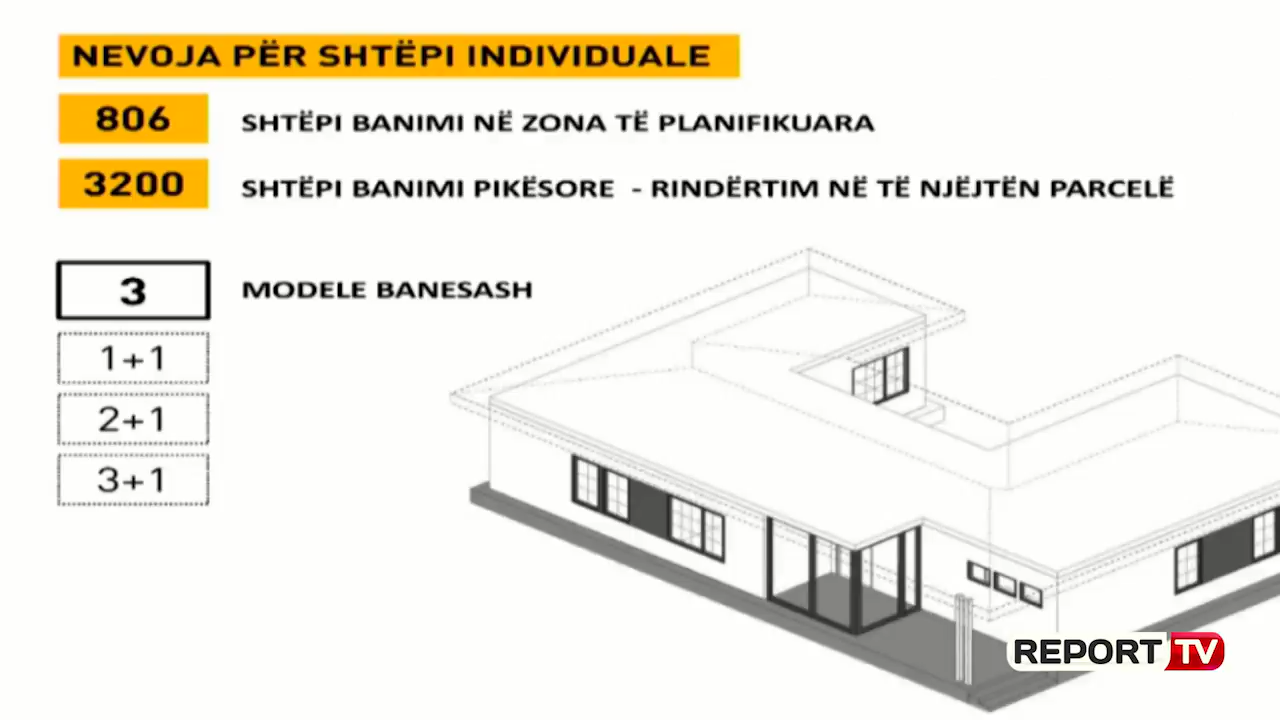 NEVOJA PËR SHTËPI INDIVIDUALE
806 SHTËPI BANIMI NË ZONA TË PLANIFIKUARA
3200 SHTËPI BANIMI PIKËSORE - RINDËRTIM NË TË NJËJTËN PARCELË
3 MODELE BANESASH
1+1
2+1
3+1
REPORT TV